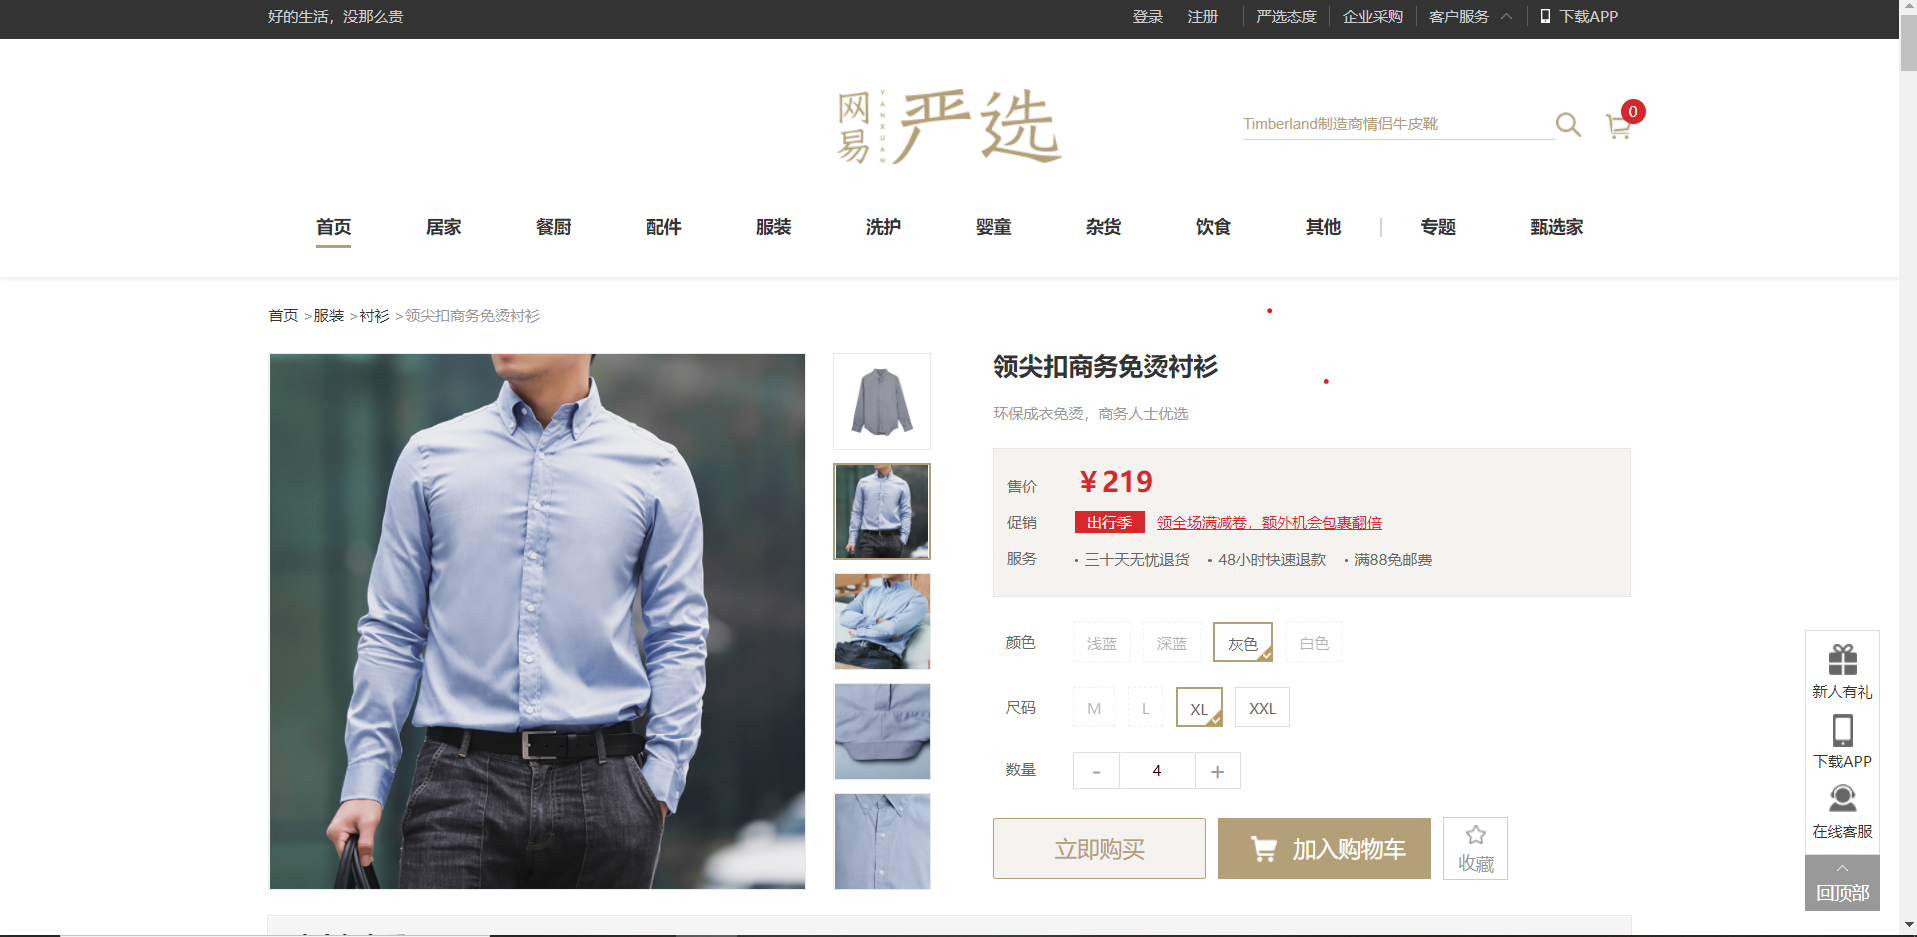 好的生活，没那么贵
登录 注册 严选态度 企业采购 客户服务 下载APP
网易 YANXUAN 严选
Timberland制造商情侣牛皮靴
0
首页 居家 餐厨 配件 服装 洗护 婴童 杂货 饮食 其他 专题 甄选家
首页 >服装 >衬衫 >领尖扣商务免烫衬衫
领尖扣商务免烫衬衫
环保成衣免烫，商务人士优选
售价 ¥219
促销 出行季 领全场满减卷，额外机会包裹翻倍
服务 · 三十天无忧退货 · 48小时快速退款 · 满88免邮费
颜色 浅蓝 深蓝 灰色 白色
尺码 M L XL XXL
数量 - 4 +
立即购买 加入购物车 收藏
新人有礼
下载APP
在线客服
回顶部